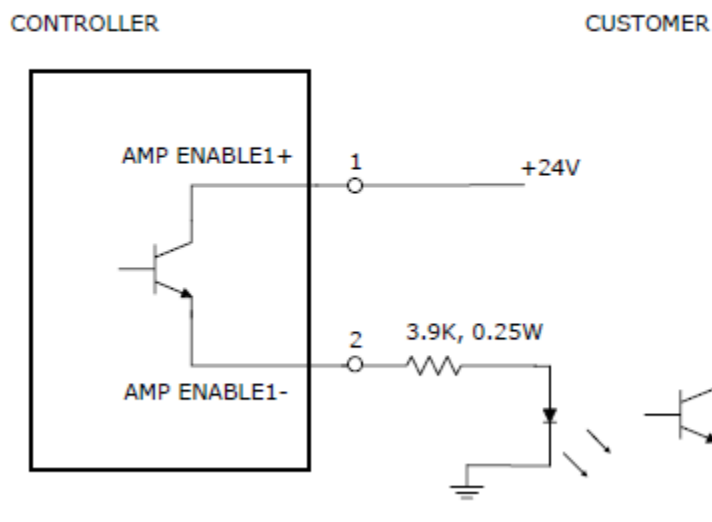 CONTROLLER
CUSTOMER
AMP ENABLE1+
1
+24V
2
3.9K, 0.25W
AMP ENABLE1-